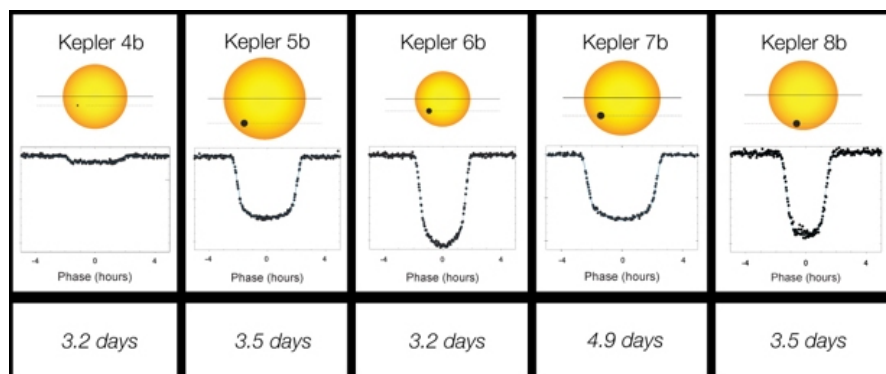 Kepler 4b
Kepler 5b
Kepler 6b
Kepler 7b
Kepler 8b
-4 0 4
Phase (hours)
-4 0 4
Phase (hours)
-4 0 4
Phase (hours)
-4 0 4
Phase (hours)
-4 0 4
Phase (hours)
3.2 days
3.5 days
3.2 days
4.9 days
3.5 days